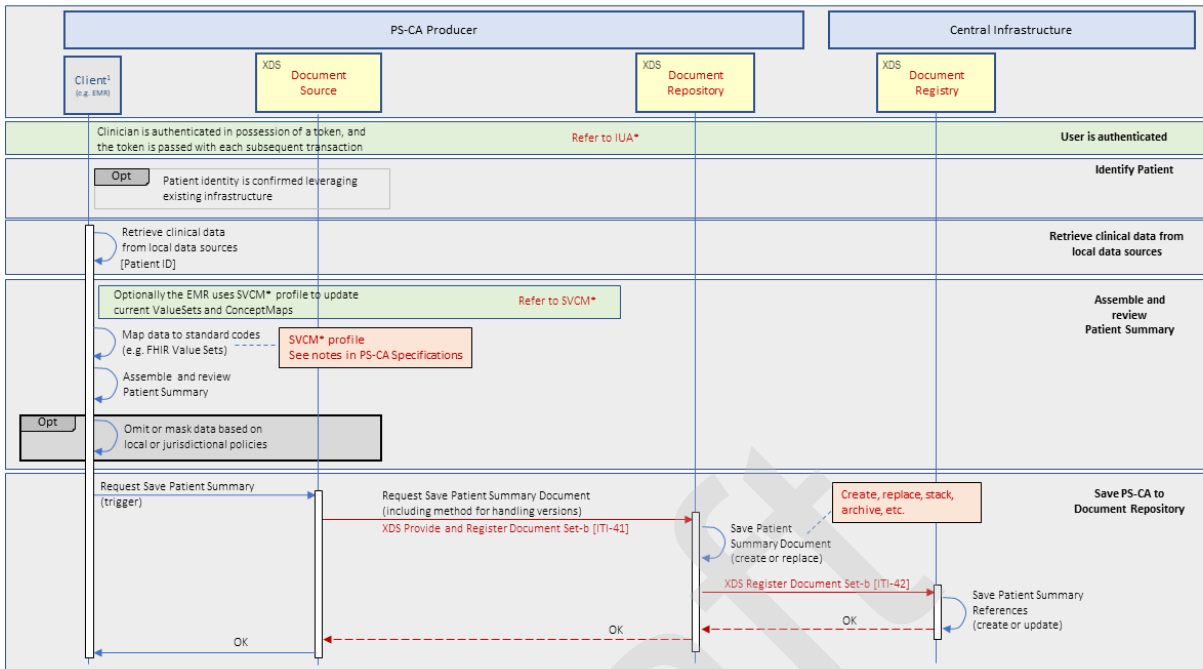 PS-CA Producer
Central Infrastructure
Client¹
(e.g. EMR)
XDS
Document
Source
XDS
Document
Repository
XDS
Document
Registry
Clinician is authenticated in possession of a token, and
the token is passed with each subsequent transaction
Refer to IUA*
User is authenticated
Identify Patient
Opt
Patient identity is confirmed leveraging
existing infrastructure
Retrieve clinical data
from local data sources
[Patient ID]
Retrieve clinical data from
local data sources
Optionally the EMR uses SVCM* profile to update
current ValueSets and ConceptMaps
Refer to SVCM*
Assemble and
review
Patient Summary
Map data to standard codes
(e.g. FHIR Value Sets)
SVCM* profile
See notes in PS-CA Specifications
Assemble and review
Patient Summary
Opt
Omit or mask data based on
local or jurisdictional policies
Request Save Patient Summary
(trigger)
Request Save Patient Summary Document
(including method for handling versions)
XDS Provide and Register Document Set-b [ITI-41]
Create, replace, stack,
archive, etc.
Save PS-CA to
Document Repository
Save Patient
Summary Document
(create or replace)
XDS Register Document Set-b [ITI-42]
Save Patient Summary
References
(create or update)
OK
OK
OK